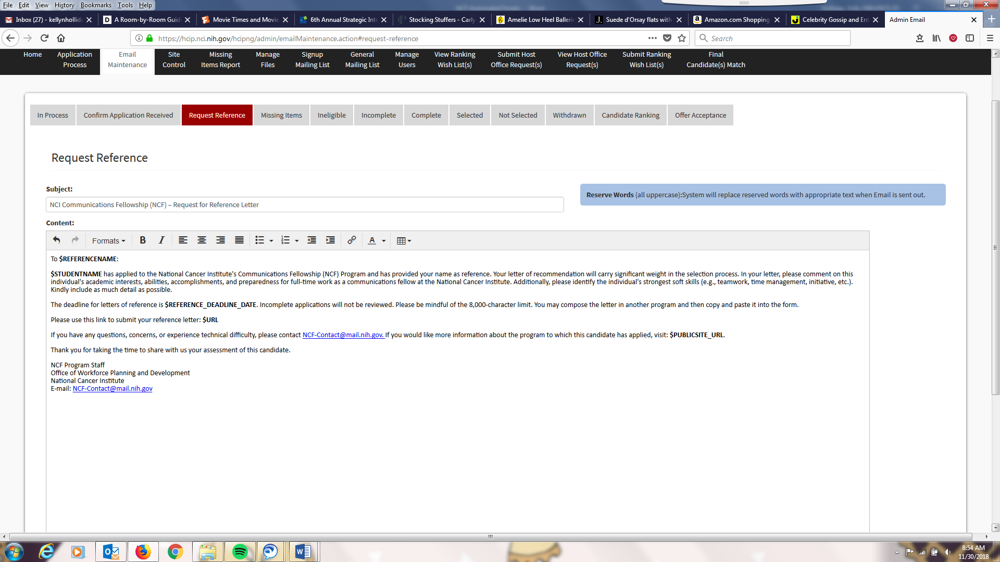 File Edit View History Bookmarks Tools Help
Inbox (27) - kellynhollid
A Room-by-Room Guid
Movie Times and Movie
6th Annual Strategic Inte
Stocking Stuffers - Carly
Amelie Low Heel Ballerin
Suede d'Orsay flats with
Amazon.com Shopping
Celebrity Gossip and Ent
Admin Email
https://hcip.nci.nih.gov/hcipng/admin/emailMaintenance.action#request-reference
Search
Home
Application Process
Email Maintenance
Site Control
Missing Items Report
Manage Files
Signup Mailing List
General Mailing List
Manage Users
View Ranking Wish List(s)
Submit Host Office Request(s)
View Host Office Request(s)
Submit Ranking Wish List(s)
Final Candidate(s) Match
In Process
Confirm Application Received
Request Reference
Missing Items
Ineligible
Incomplete
Complete
Selected
Not Selected
Withdrawn
Candidate Ranking
Offer Acceptance
Request Reference
Subject:
NCI Communications Fellowship (NCF) – Request for Reference Letter
Reserve Words (all uppercase):System will replace reserved words with appropriate text when Email is sent out.
Content:
Formats B I A
To $REFERENCENAME:
$STUDENTNAME has applied to the National Cancer Institute's Communications Fellowship (NCF) Program and has provided your name as reference. Your letter of recommendation will carry significant weight in the selection process. In your letter, please comment on this
individual's academic interests, abilities, accomplishments, and preparedness for full-time work as a communications fellow at the National Cancer Institute. Additionally, please identify the individual's strongest soft skills (e.g., teamwork, time management, initiative, etc.).
Kindly include as much detail as possible.
The deadline for letters of reference is $REFERENCE_DEADLINE_DATE. Incomplete applications will not be reviewed. Please be mindful of the 8,000-character limit. You may compose the letter in another program and then copy and paste it into the form.
Please use this link to submit your reference letter: $URL
If you have any questions, concerns, or experience technical difficulty, please contact NCF-Contact@mail.nih.gov. If you would like more information about the program to which this candidate has applied, visit: $PUBLICSITE_URL.
Thank you for taking the time to share with us your assessment of this candidate.
NCF Program Staff
Office of Workforce Planning and Development
National Cancer Institute
E-mail: NCF-Contact@mail.nih.gov
8:54 AM
11/30/2018